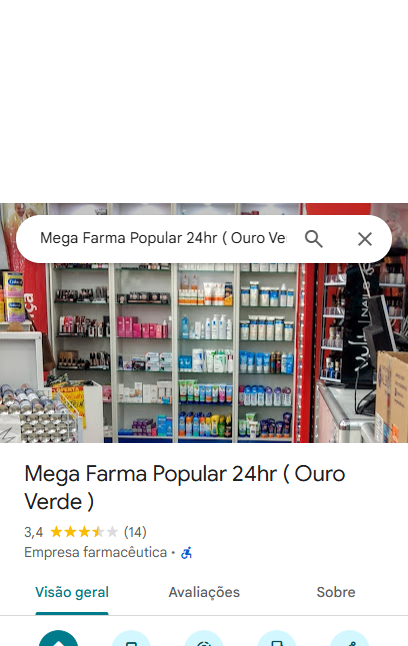 Mega Farma Popular 24hr ( Ouro Ve
Mega Farma Popular 24hr ( Ouro
Verde )
3,4 (14)
Empresa farmacêutica ·
Visão geral Avaliações Sobre